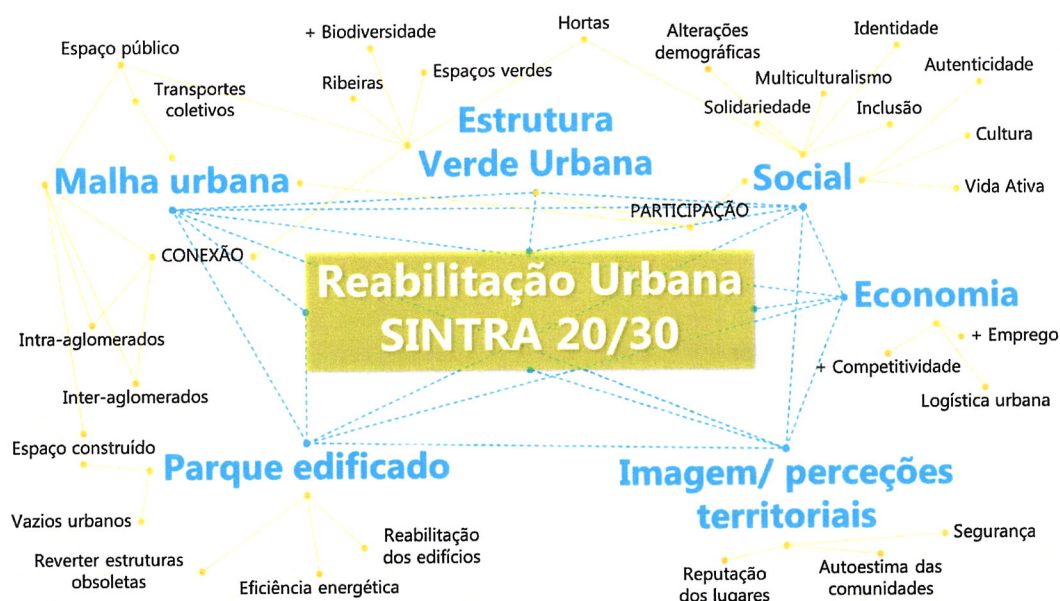 Espaço público
+ Biodiversidade
Hortas
Alterações
demográficas
Identidade
Transportes
coletivos
Ribeiras
Espaços verdes
Multiculturalismo
Autenticidade
Solidariedade
Inclusão
Estrutura
Verde Urbana
Cultura
Malha urbana
Social
Vida Ativa
PARTICIPAÇÃO
CONEXÃO
Reabilitação Urbana
SINTRA 20/30
Economia
Intra-aglomerados
+ Emprego
+ Competitividade
Inter-aglomerados
Logística urbana
Espaço construído
Parque edificado
Imagem/ perceções
territoriais
Vazios urbanos
Reverter estruturas
obsoletas
Eficiência energética
Reabilitação
dos edifícios
Segurança
Reputação
dos lugares
Autoestima das
comunidades